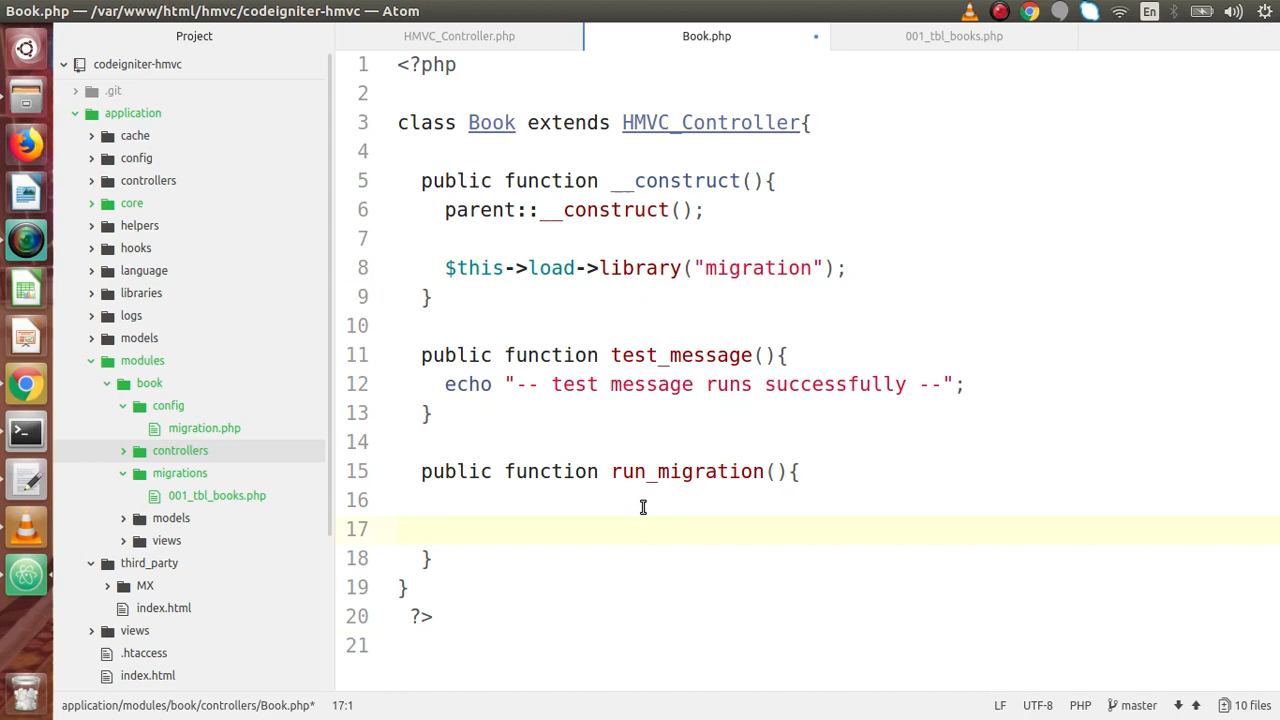 Book.php — /var/www/html/hmvc/codeigniter-hmvc — Atom
En
Project
HMVC_Controller.php
Book.php
001_tbl_books.php
codeigniter-hmvc
.git
application
cache
config
controllers
core
helpers
hooks
language
libraries
logs
models
modules
book
config
migration.php
controllers
migrations
001_tbl_books.php
models
views
third_party
MX
index.html
views
.htaccess
index.html
1 <?php
2
3 class Book extends HMVC_Controller{
4
5 public function __construct(){
6 parent::__construct();
7
8 $this->load->library("migration");
9 }
10
11 public function test_message(){
12 echo "-- test message runs successfully --";
13 }
14
15 public function run_migration(){
16
17
18 }
19 }
20 ?>
21
application/modules/book/controllers/Book.php* 17:1 LF UTF-8 PHP master 10 files